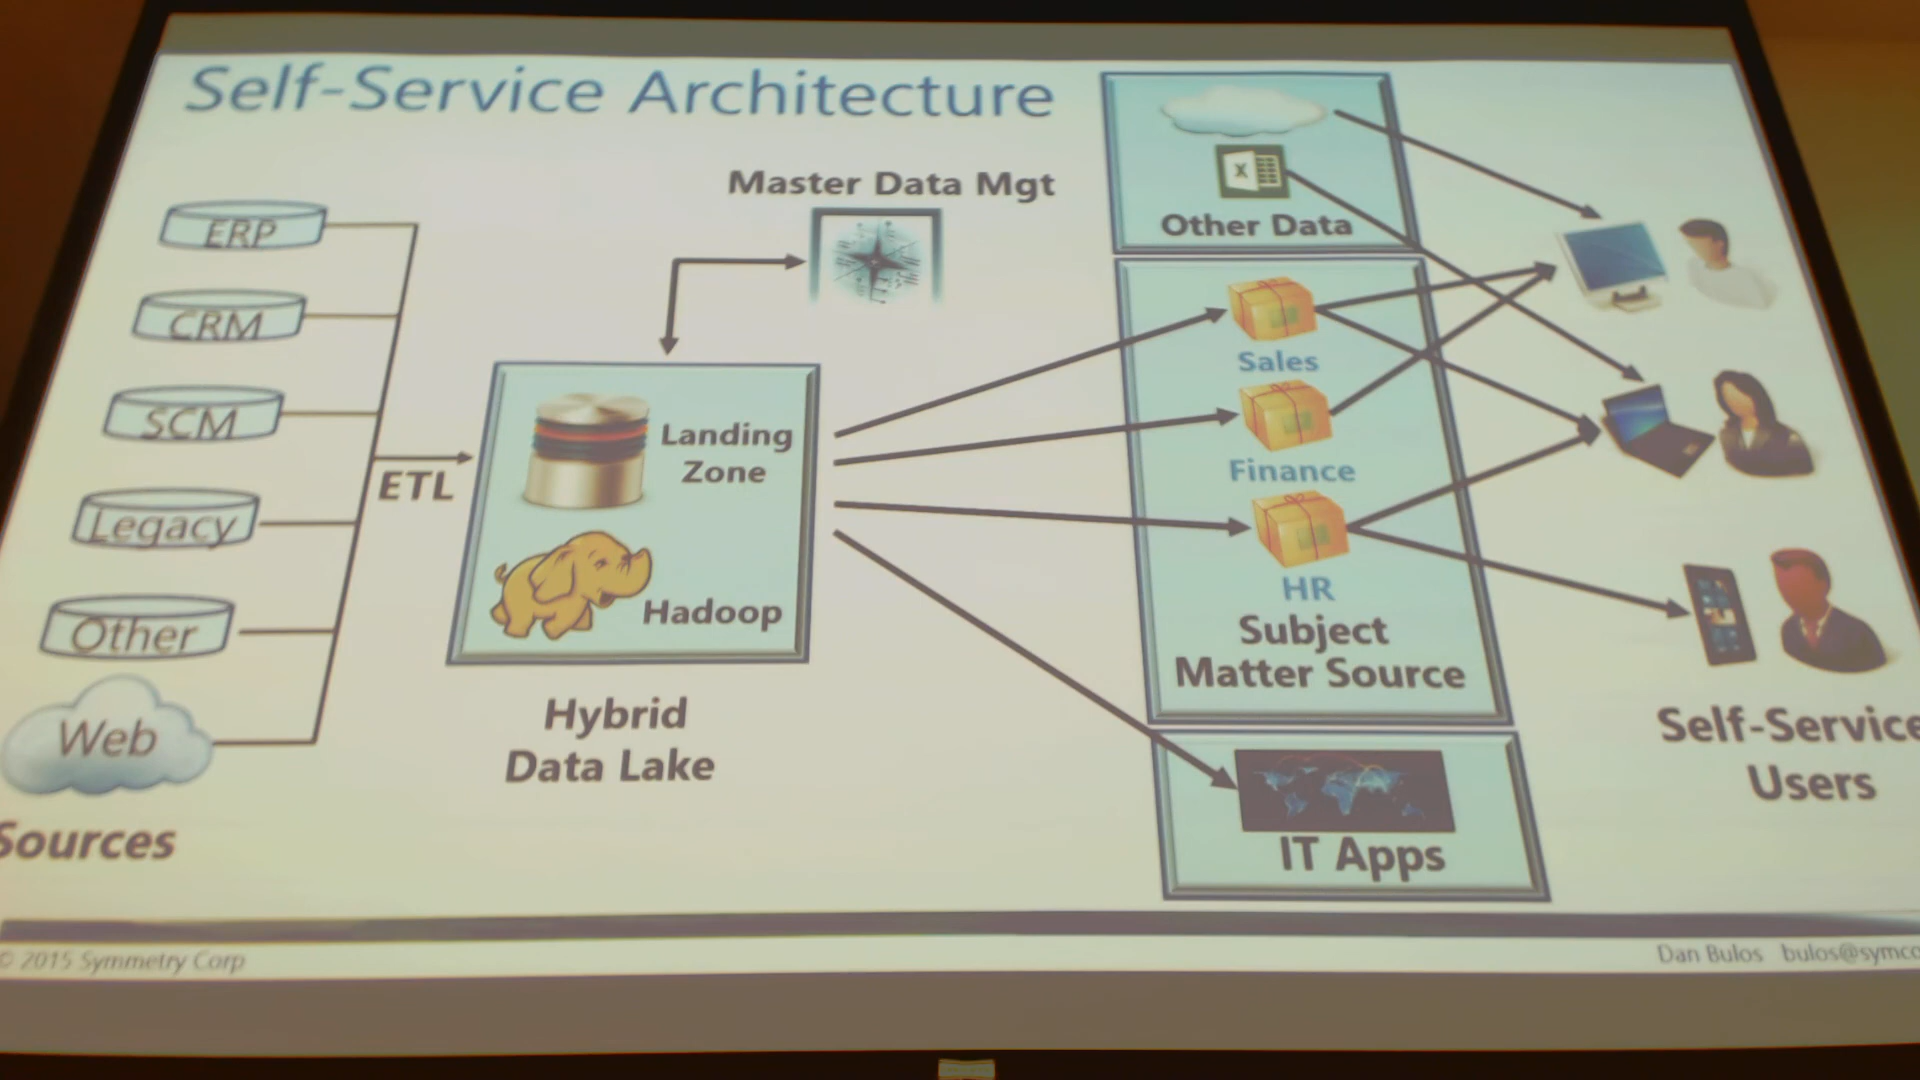 Self-Service Architecture
Master Data Mgt
ERP
CRM
SCM
Legacy
Other
Web
Sources
ETL
Landing
Zone
Hadoop
Hybrid
Data Lake
X
Other Data
Sales
Finance
HR
Subject
Matter Source
IT Apps
Self-Service
Users
© 2015 Symmetry Corp
Dan Bulos bulos@symco